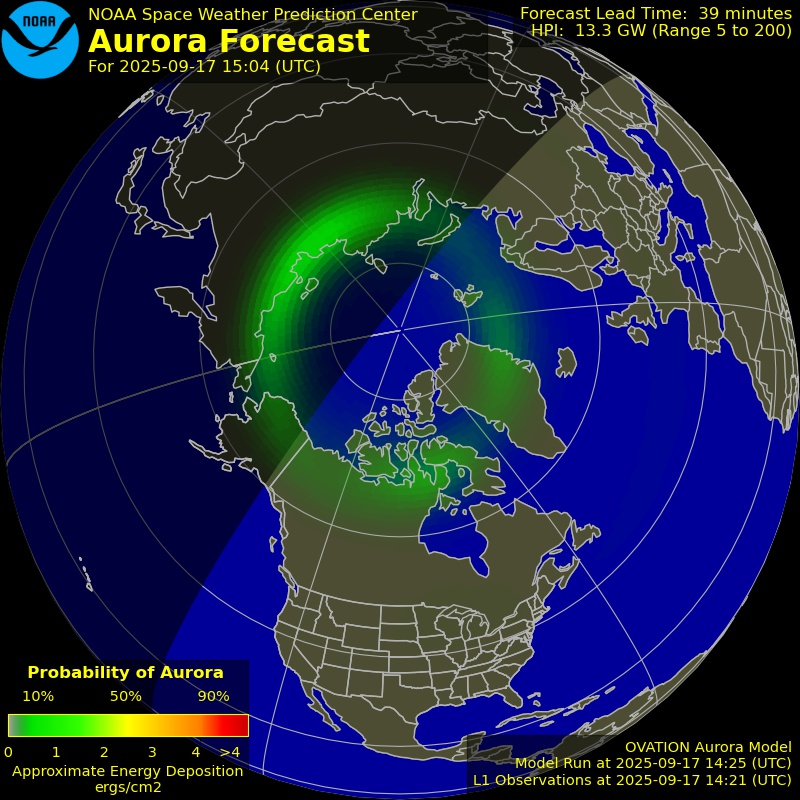 NOAA
NOAA Space Weather Prediction Center
Aurora Forecast
For 2025-09-17 15:04 (UTC)
Forecast Lead Time: 39 minutes
HPI: 13.3 GW (Range 5 to 200)
Probability of Aurora
10% 50% 90%
0 1 2 3 4 >4
Approximate Energy Deposition
ergs/cm2
OVATION Aurora Model
Model Run at 2025-09-17 14:25 (UTC)
L1 Observations at 2025-09-17 14:21 (UTC)